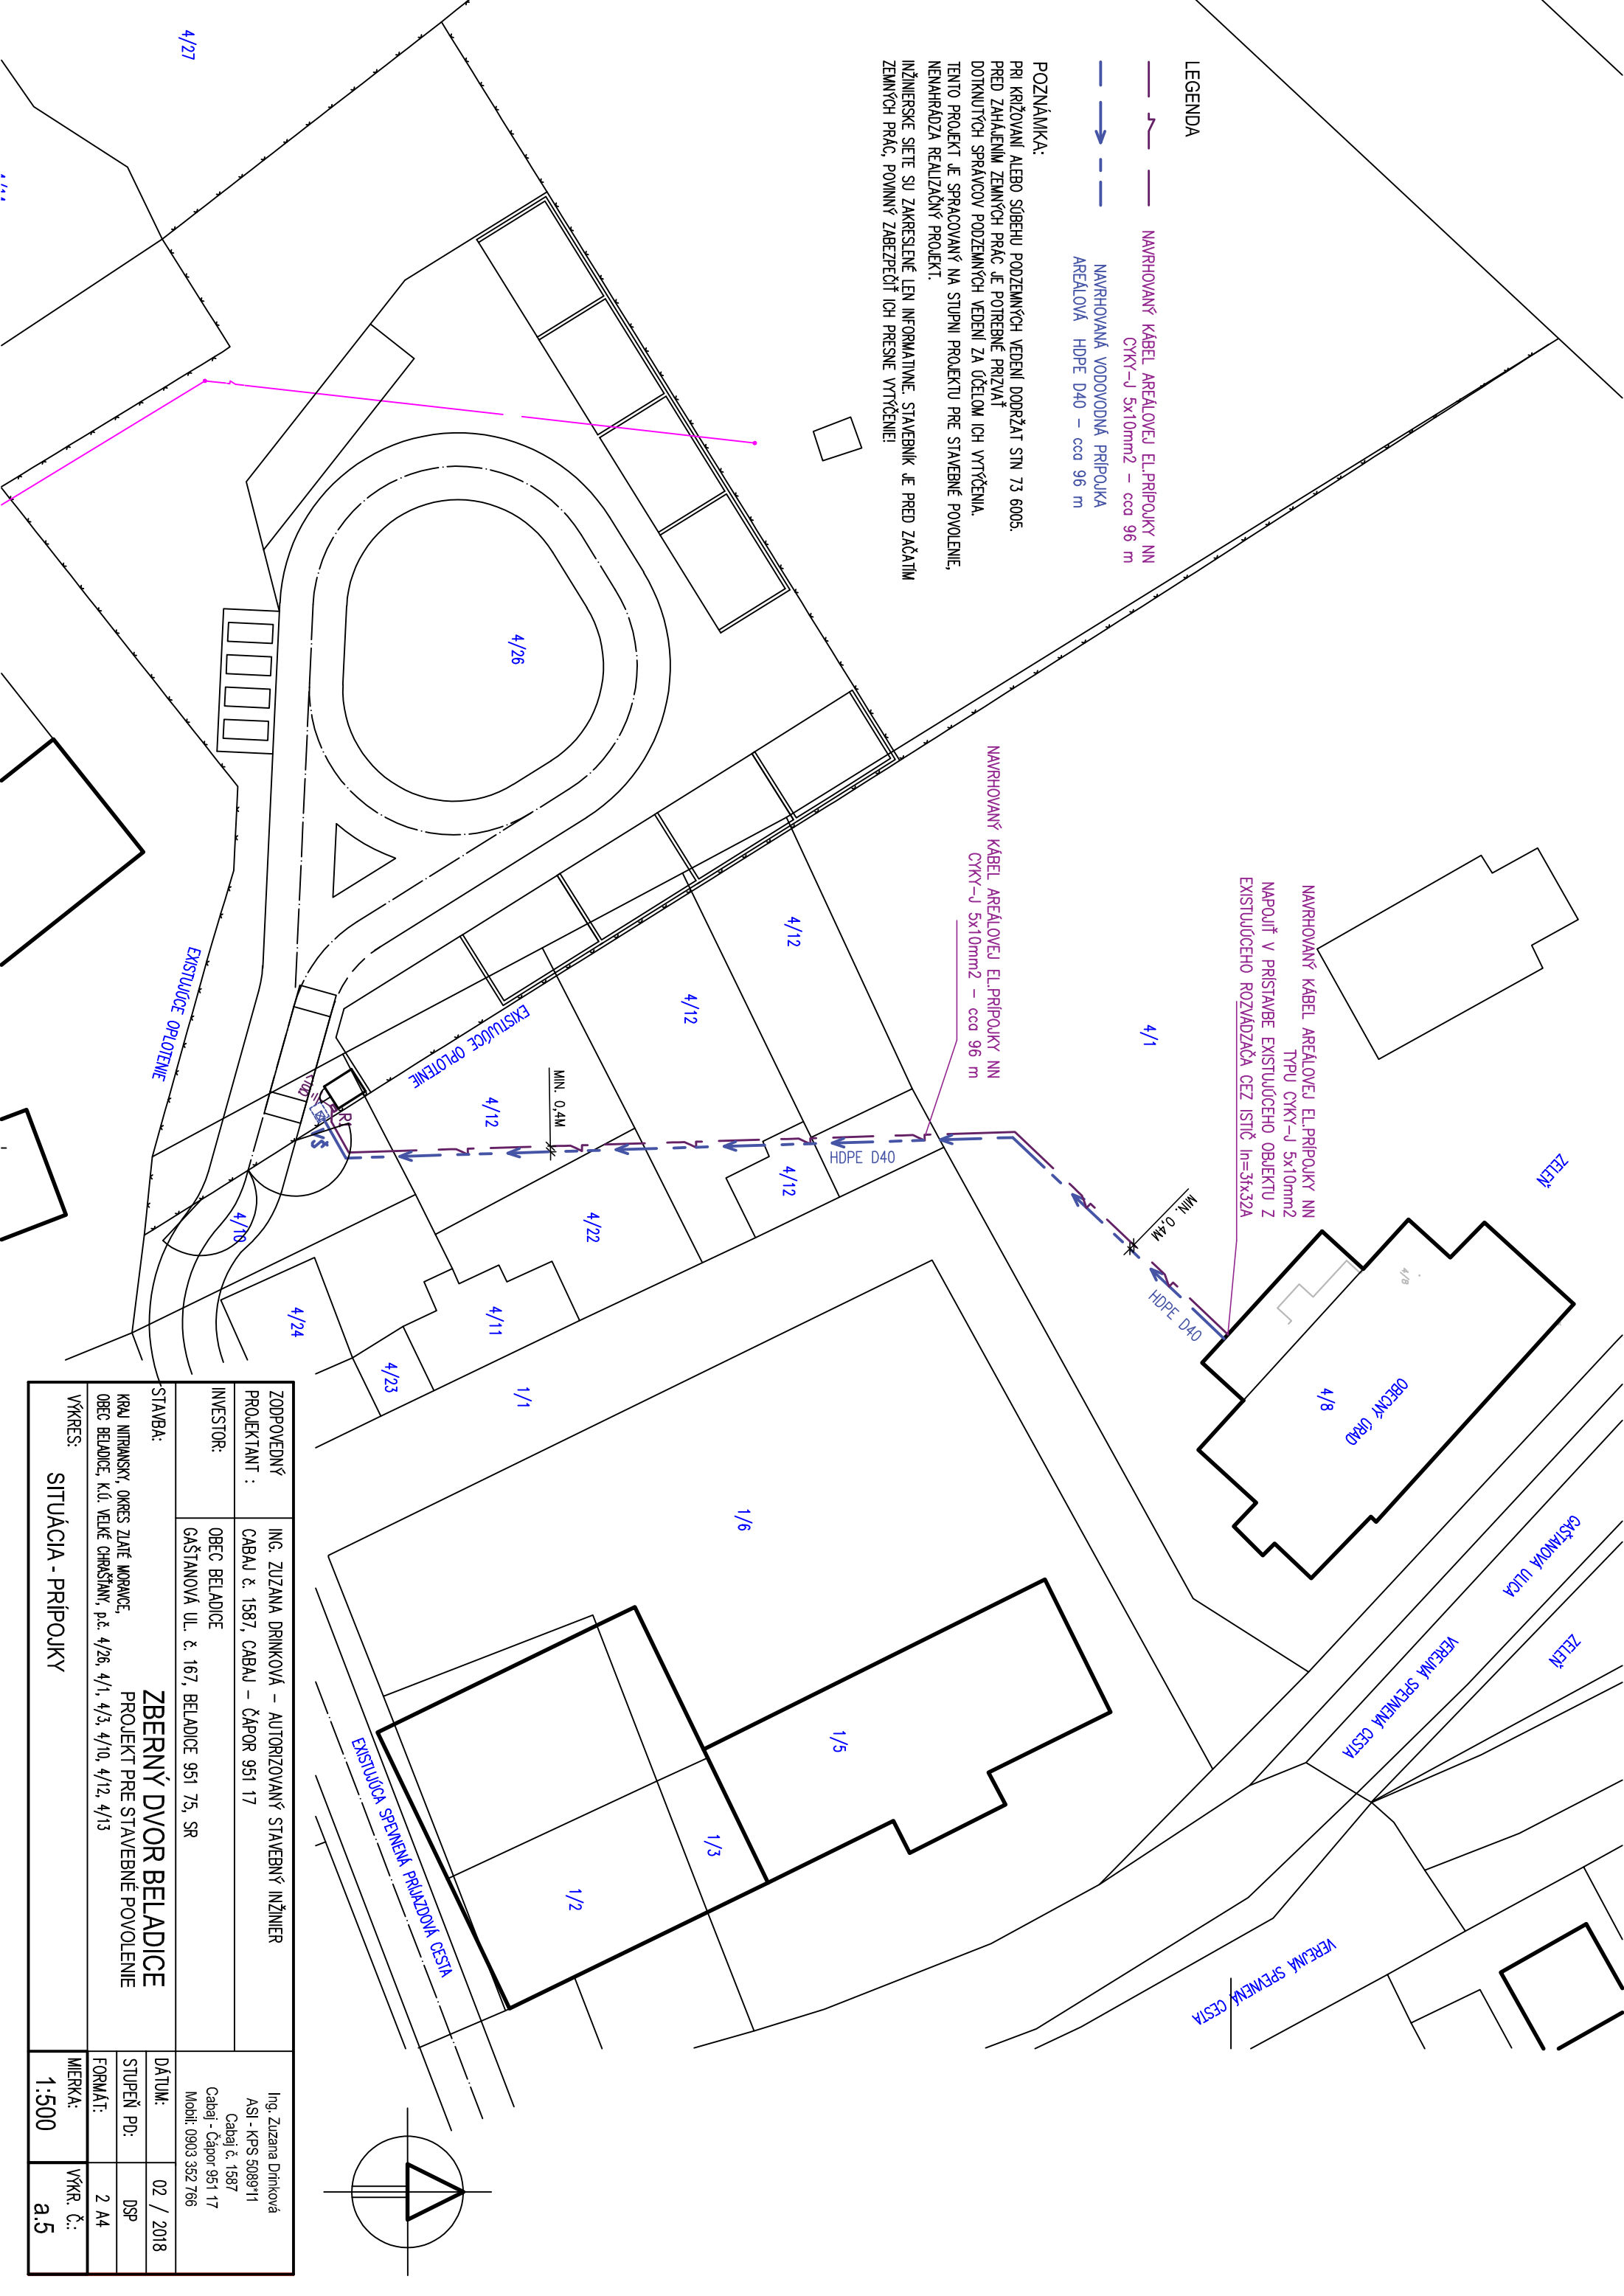 LEGENDA
NAVRHOVANÝ KÁBEL AREÁLOVEJ EL.PRÍPOJKY NN
CYKY-J 5x10mm2 - cca 96 m
NAVRHOVANÁ VODOVODNÁ PRÍPOJKA
AREÁLOVÁ HDPE D40 - cca 96 m
POZNÁMKA:
PRI KRIŽOVANÍ ALEBO SÚBEHU PODZEMNÝCH VEDENÍ DODRŽAŤ STN 73 6005.
PRED ZAHÁJENÍM ZEMNÝCH PRÁC JE POTREBNÉ PRIZVAŤ
DOTKNUTÝCH SPRÁVCOV PODZEMNÝCH VEDENÍ ZA ÚČELOM ICH VYTÝČENIA.
TENTO PROJEKT JE SPRACOVANÝ NA STUPNI PROJEKTU PRE STAVEBNÉ POVOLENIE,
NENAHRÁDZA REALIZAČNÝ PROJEKT.
INŽINIERSKE SIETE SU ZAKRESLENÉ LEN INFORMATIVNE. STAVEBNÍK JE PRED ZAČATÍM
ZEMNÝCH PRÁC, POVINNÝ ZABEZPEČIŤ ICH PRESNE VYTÝČENIE!
4/27
4/26
NAVRHOVANÝ KÁBEL AREÁLOVEJ EL.PRÍPOJKY NN
TYPU CYKY-J 5x10mm2
NAPOJIŤ V PRÍSTAVBE EXISTUJÚCEHO OBJEKTU Z
EXISTUJÚCEHO ROZVÁDZAČA CEZ ISTIČ In=3fx32A
NAVRHOVANÝ KÁBEL AREÁLOVEJ EL.PRÍPOJKY NN
CYKY-J 5x10mm2 - cca 96 m
4/1
ZELEŇ
4/12
4/12
4/12
4/12
MIN. 0,4M
MIN. 0,4M
HDPE D40
HDPE D40
EXISTUJÚCE OPLOTENIE
EXISTUJÚCE OPLOTENIE
VŠ
4/10
4/22
4/24
4/11
4/23
1/1
4/8
4/8
OBECNÝ ÚRAD
GAŠTANOVÁ ULICA
ZELEŇ
VEREJNÁ SPEVNENÁ CESTA
VEREJNÁ SPEVNENÁ CESTA
1/6
1/5
1/3
1/2
EXISTUJÚCA SPEVNENÁ PRÍJAZDOVÁ CESTA
ZODPOVEDNÝ
PROJEKTANT :
ING. ZUZANA DRINKOVÁ - AUTORIZOVANÝ STAVEBNÝ INŽINIER
CABAJ č. 1587, CABAJ - ČÁPOR 951 17
INVESTOR:
OBEC BELADICE
GAŠTANOVÁ UL. č. 167, BELADICE 951 75, SR
STAVBA:
ZBERNÝ DVOR BELADICE
PROJEKT PRE STAVEBNÉ POVOLENIE
KRAJ NITRIANSKY, OKRES ZLATÉ MORAVCE,
OBEC BELADICE, K.Ú. VEĽKÉ CHRAŠŤANY, p.č. 4/26, 4/1, 4/3, 4/10, 4/12, 4/13
VÝKRES:
SITUÁCIA - PRÍPOJKY
Ing. Zuzana Drinková
ASI - KPS 5089*I1
Cabaj č. 1587
Cabaj - Čápor 951 17
Mobil: 0903 352 766
DÁTUM:
02 / 2018
STUPEŇ PD:
DSP
FORMÁT:
2 A4
MIERKA:
1:500
VÝKR. Č.:
a.5